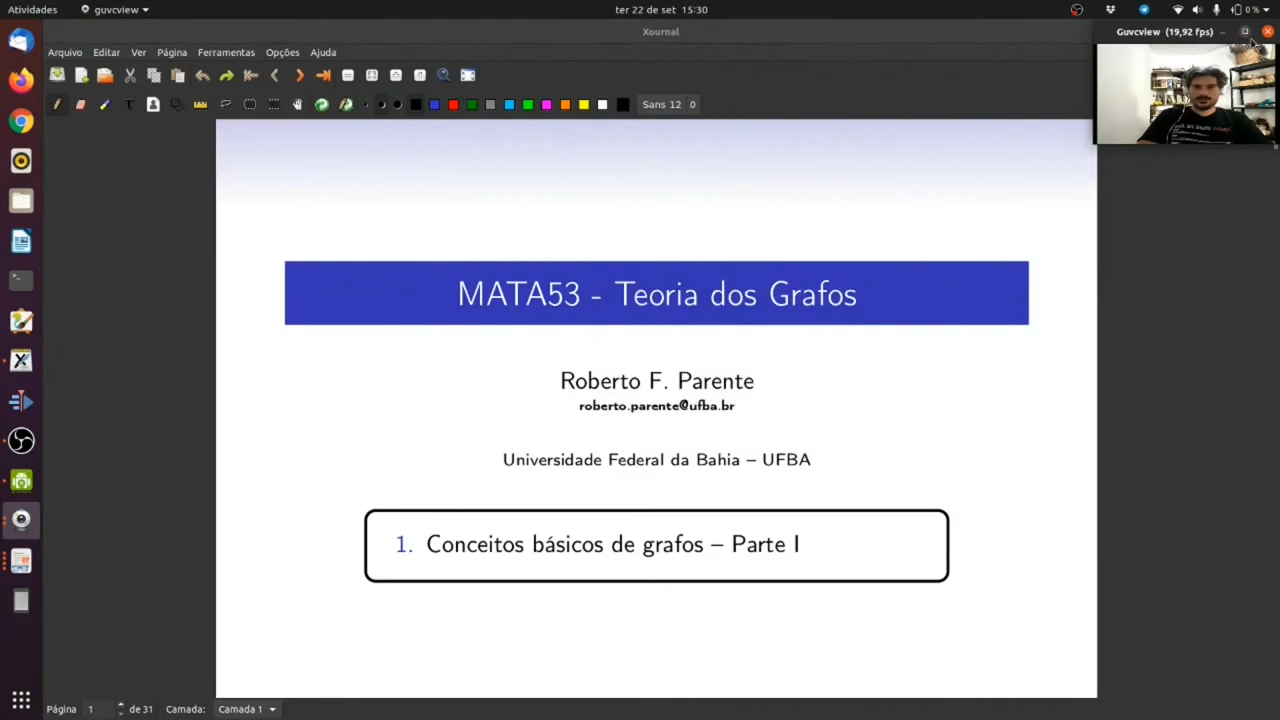 Atividades guvcview ter 22 de set 15:30 0 %
Xournal
Guvcview (19,92 fps)
Arquivo Editar Ver Página Ferramentas Opções Ajuda
Sans 12 0
MATA53 - Teoria dos Grafos
Roberto F. Parente
roberto.parente@ufba.br
Universidade Federal da Bahia – UFBA
1. Conceitos básicos de grafos – Parte I
Página 1 de 31 Camada: Camada 1